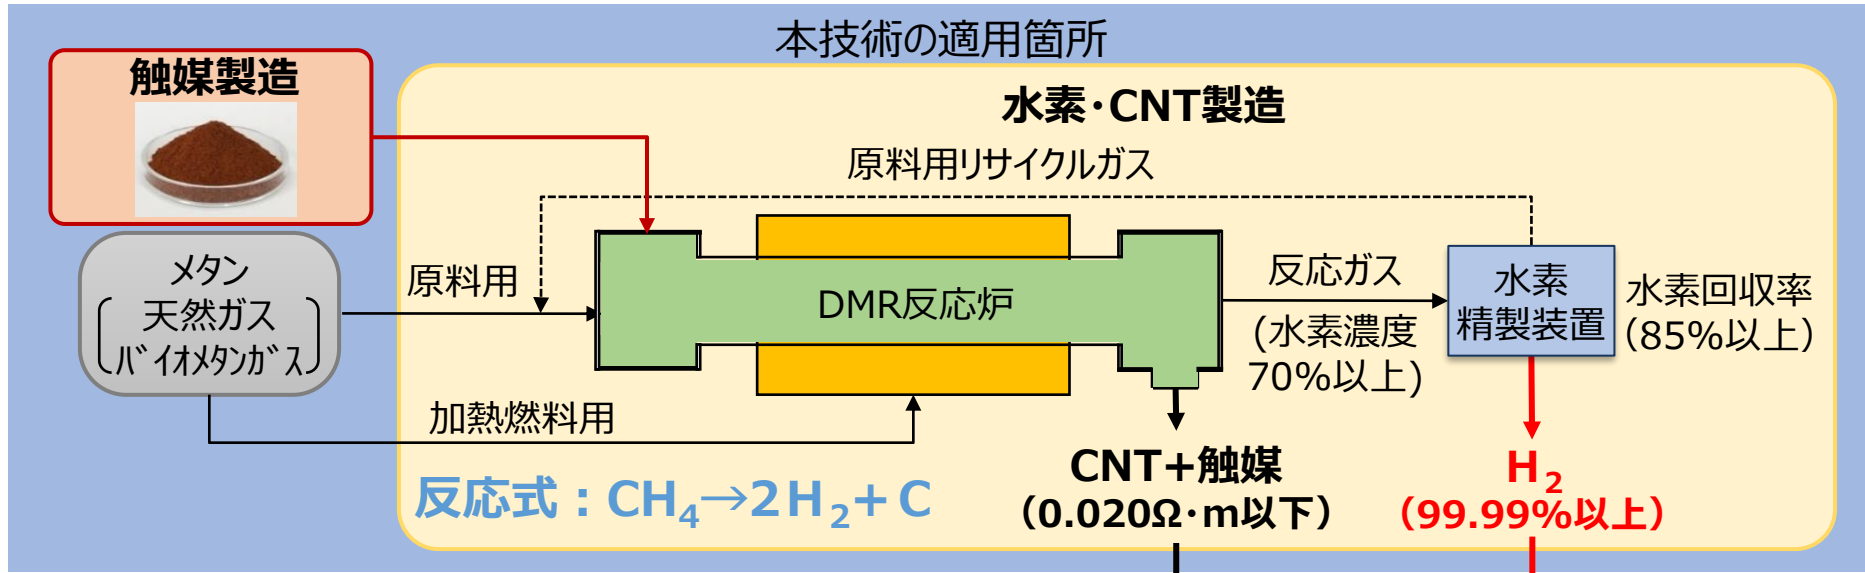 本技術の適用箇所
触媒製造
水素・CNT製造
原料用リサイクルガス
メタン
天然ガス
バイオメタンガス
原料用
DMR反応炉
反応ガス
(水素濃度
70%以上)
水素
精製装置
水素回収率
(85%以上)
加熱燃料用
反応式：CH₄→2H₂+C
CNT+触媒
(0.020Ω・m以下)
H₂
(99.99%以上)